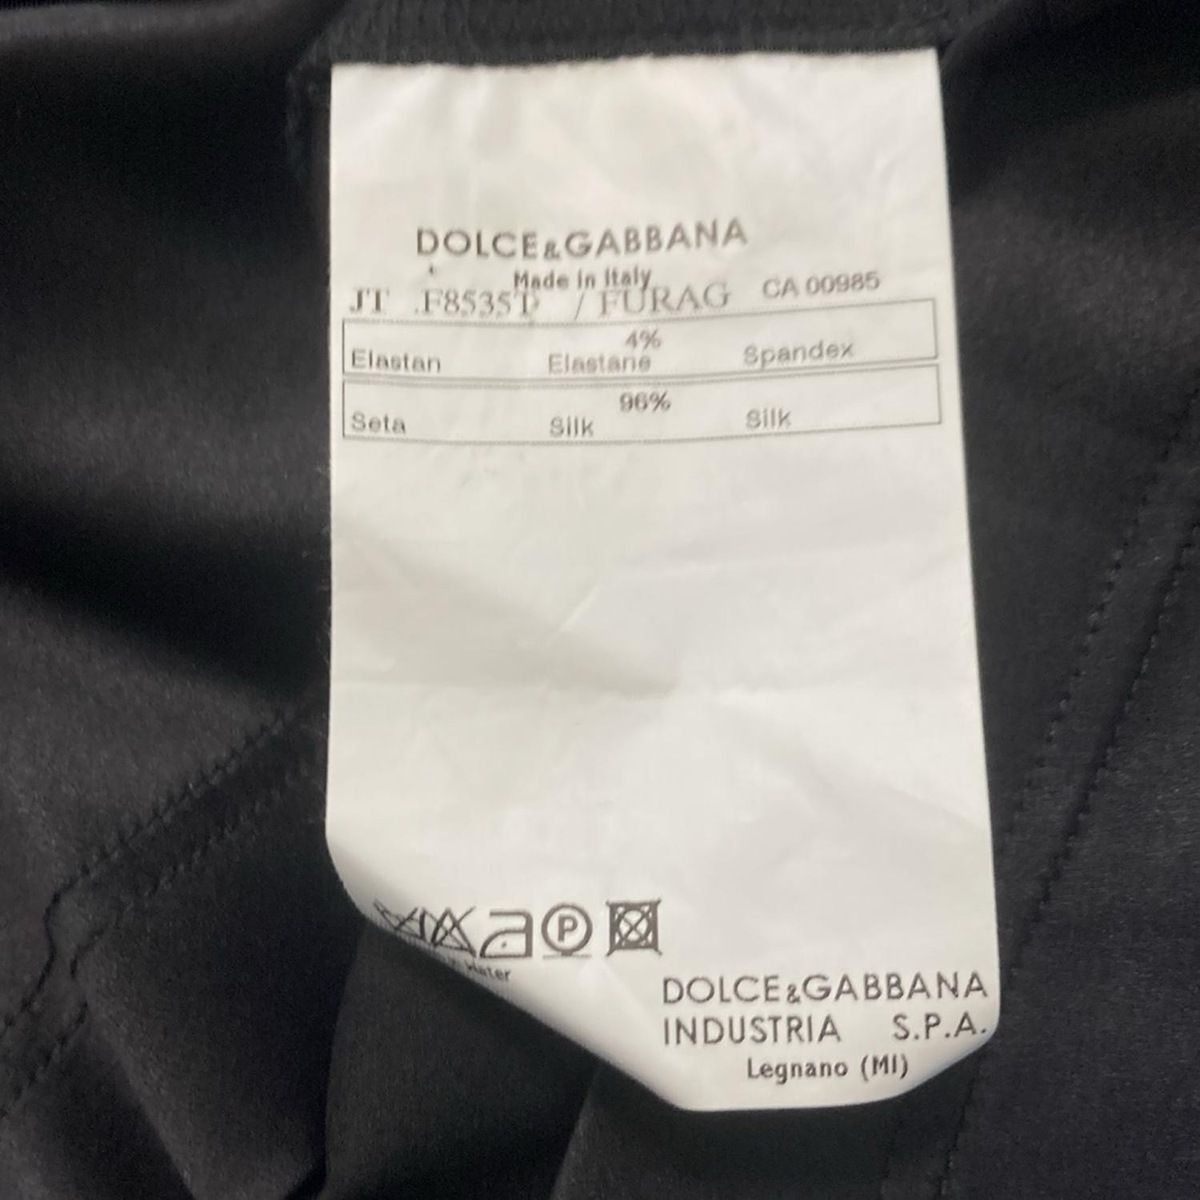 DOLCE&GABBANA
Made in Italy
JT .F8535T / FURAG CA 00985
4%
Elastan Elastane Spandex
96%
Seta Silk Silk
P
DOLCE&GABBANA
INDUSTRIA S.P.A.
Legnano (MI)